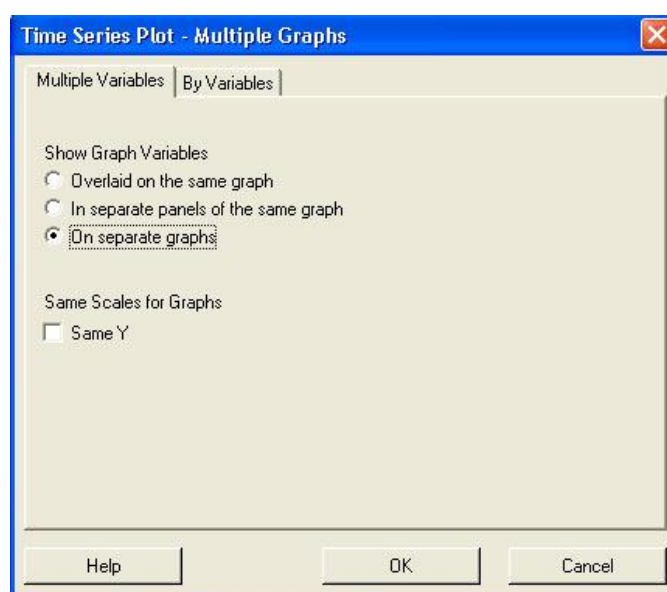 Time Series Plot - Multiple Graphs
Multiple Variables By Variables
Show Graph Variables
Overlaid on the same graph
In separate panels of the same graph
On separate graphs
Same Scales for Graphs
Same Y
Help OK Cancel